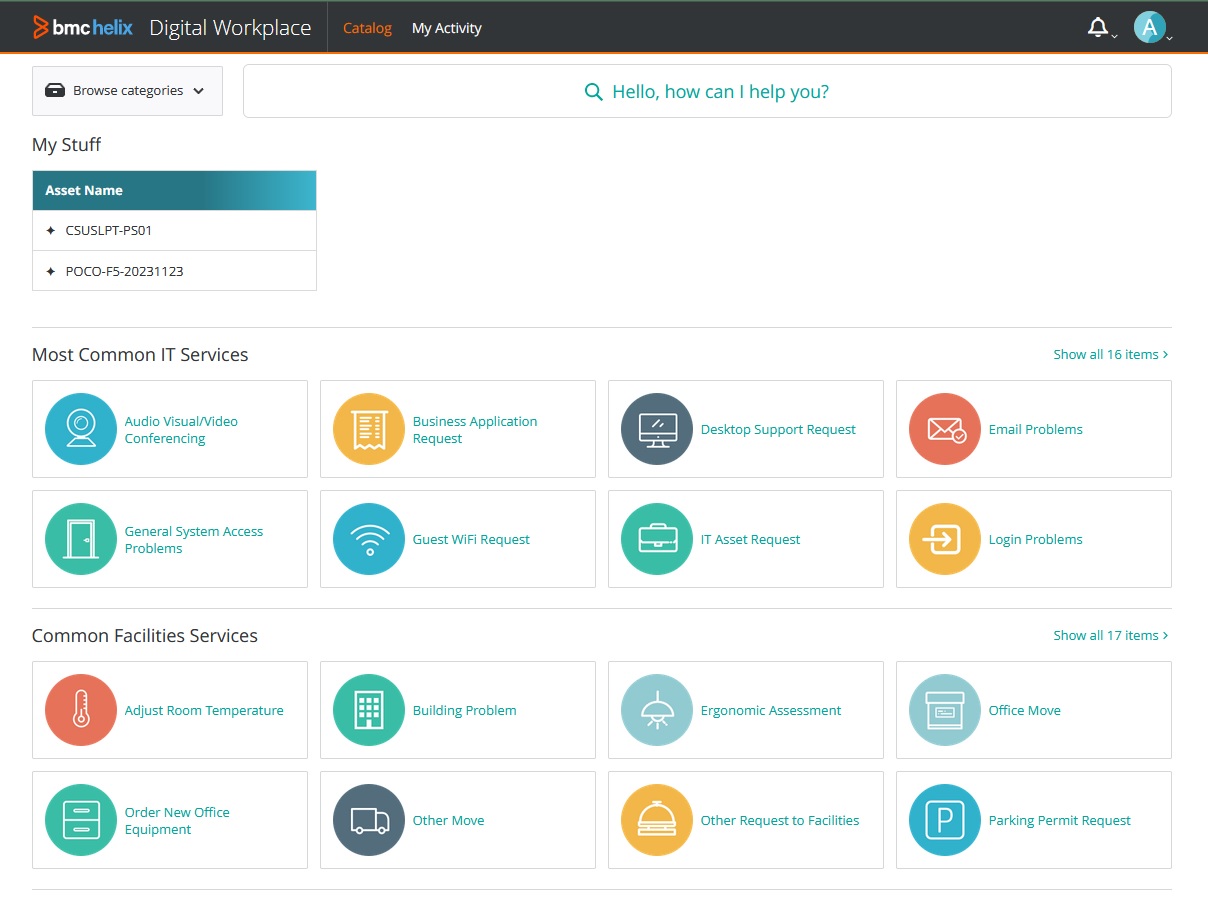 bmc helix Digital Workplace Catalog My Activity A
Browse categories Hello, how can I help you?
My Stuff
Asset Name
CSUSLPT-PS01
POCO-F5-20231123
Most Common IT Services Show all 16 items
Audio Visual/Video
Conferencing
Business Application
Request
Desktop Support Request
Email Problems
General System Access
Problems
Guest WiFi Request
IT Asset Request
Login Problems
Common Facilities Services Show all 17 items
Adjust Room Temperature
Building Problem
Ergonomic Assessment
Office Move
Order New Office
Equipment
Other Move
Other Request to Facilities
P
Parking Permit Request